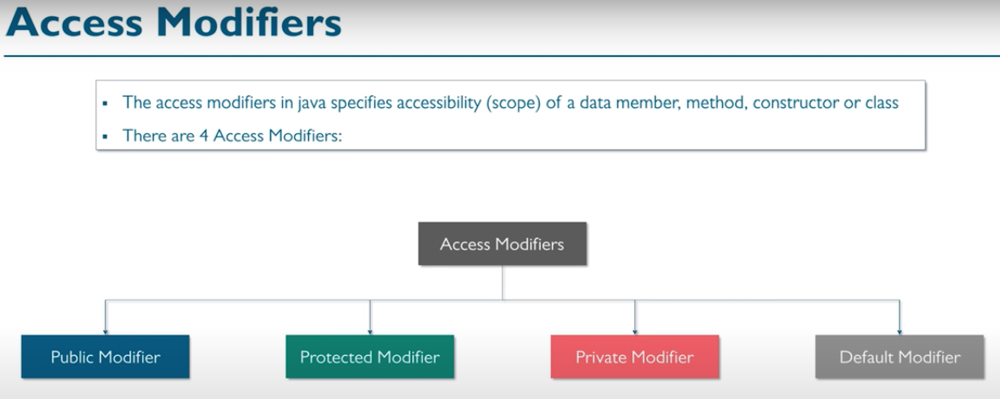 Access Modifiers
▪ The access modifiers in java specifies accessibility (scope) of a data member, method, constructor or class
▪ There are 4 Access Modifiers:
Access Modifiers
Public Modifier
Protected Modifier
Private Modifier
Default Modifier